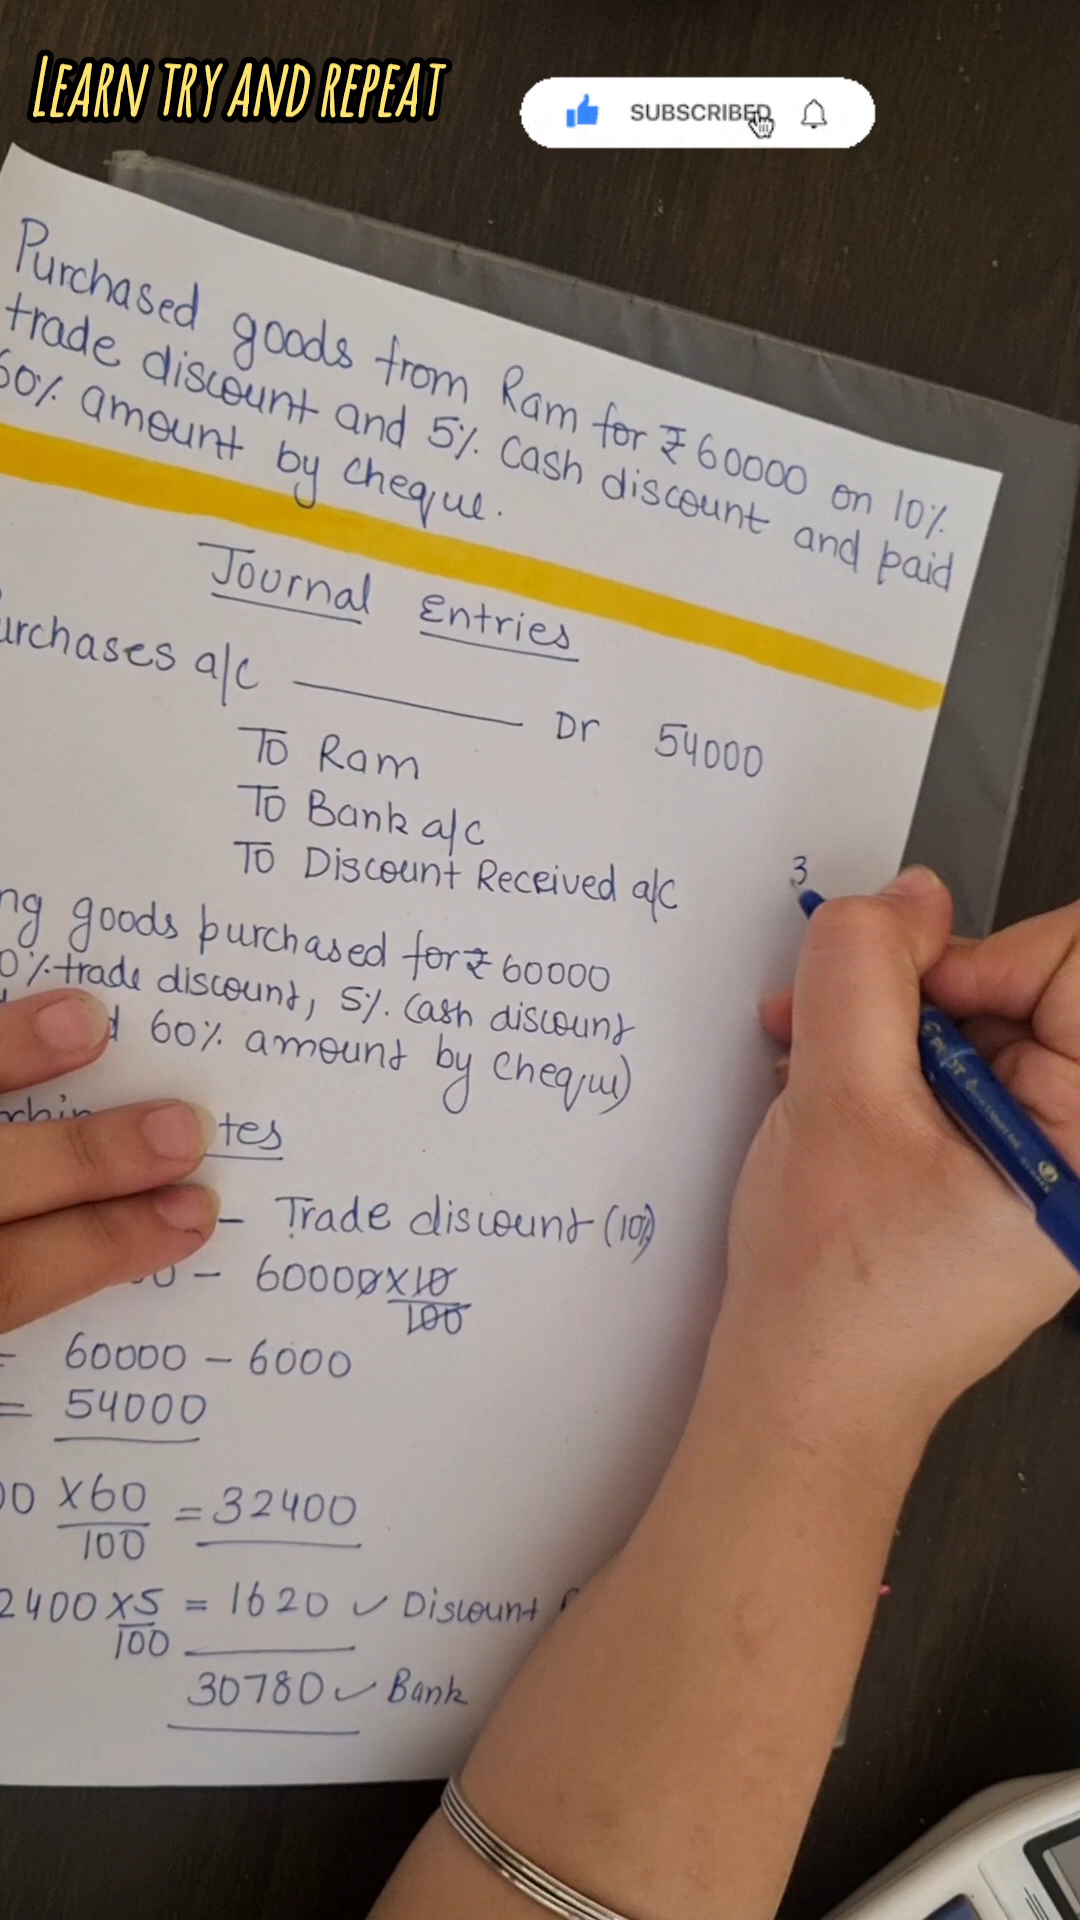 LEARN TRY AND REPEAT
SUBSCRIBED
Purchased goods from Ram for ₹ 60000 on 10%
trade discount and 5% Cash discount and paid
60% amount by cheque.
Journal Entries
urchases a/c ——— Dr 54000
To Ram
To Bank a/c
3
To Discount Received a/c
ng goods purchased for ₹ 60000
0% trade discount, 5% Cash discount
d 60% amount by Cheque)
tes
- Trade discount (10%)
0 - 60000 x 10/100
= 60000 - 6000
= 54000
00 x 60/100 = 32400
2400 x 5/100 = 1620 ✓ Discount
30780 ✓ Bank
PILOT